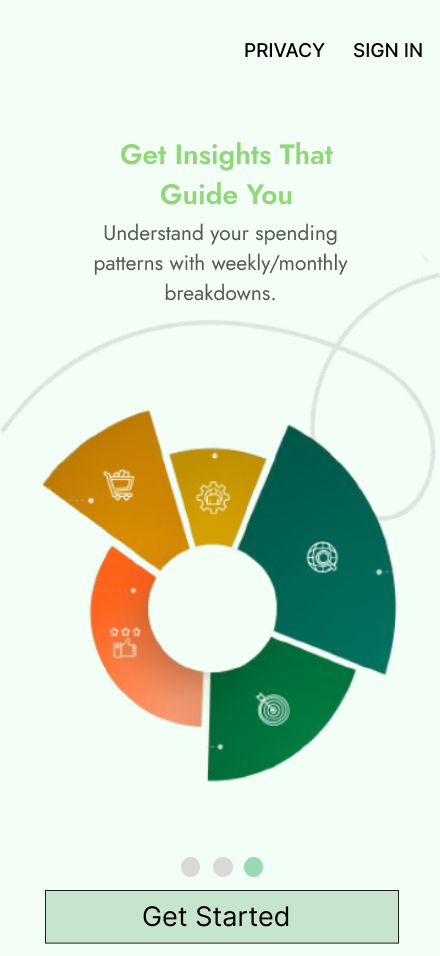 PRIVACY SIGN IN
Get Insights That
Guide You
Understand your spending
patterns with weekly/monthly
breakdowns.
Get Started